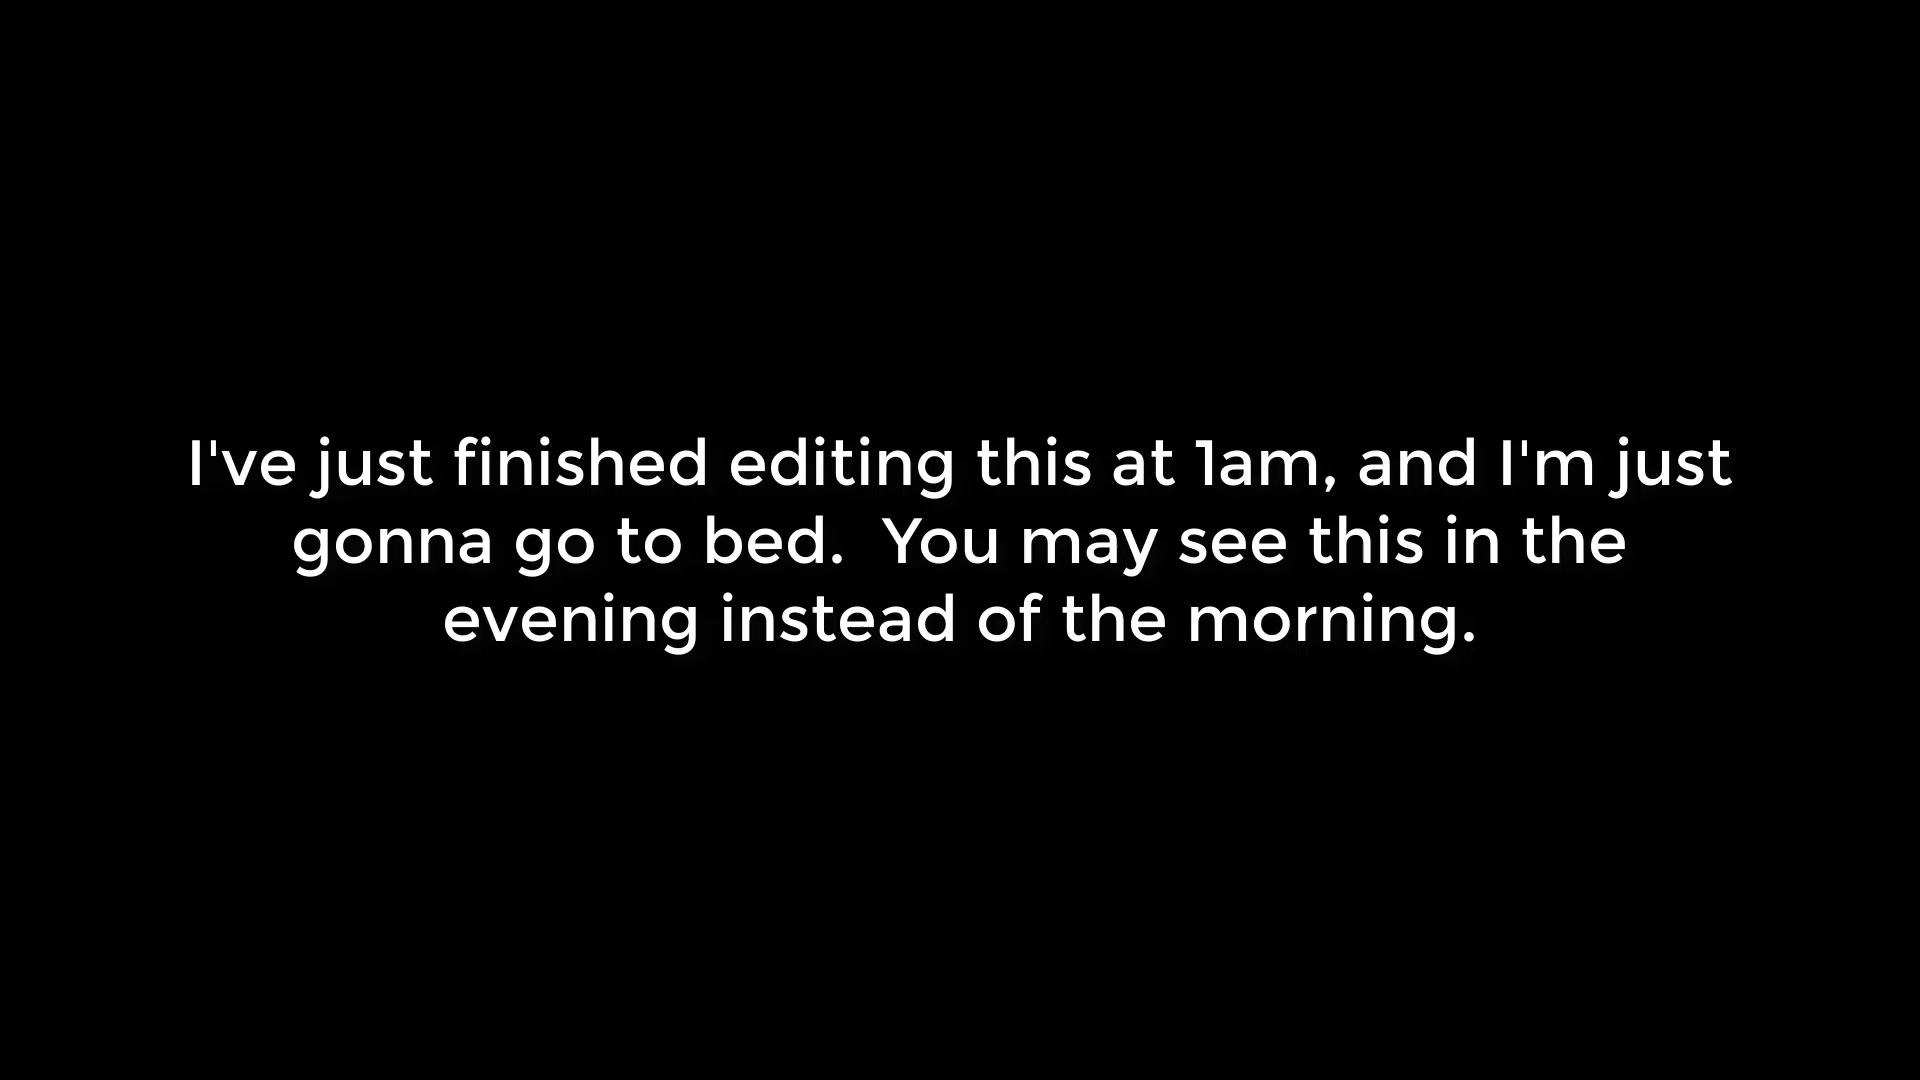 I've just finished editing this at 1am, and I'm just
gonna go to bed.  You may see this in the
evening instead of the morning.